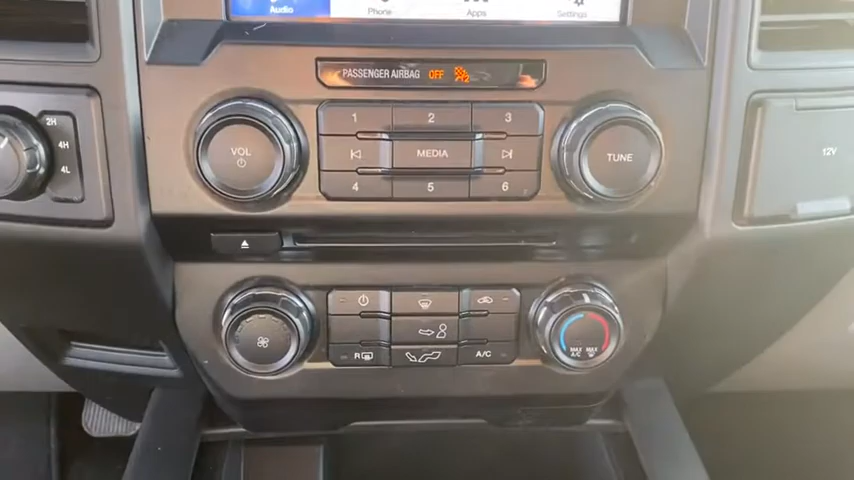 Audio Phone Apps Settings
PASSENGER AIRBAG OFF
2H
4H
4L
VOL
1 2 3
MEDIA
4 5 6
TUNE
12V
R
A/C
MAX A/C
MAX